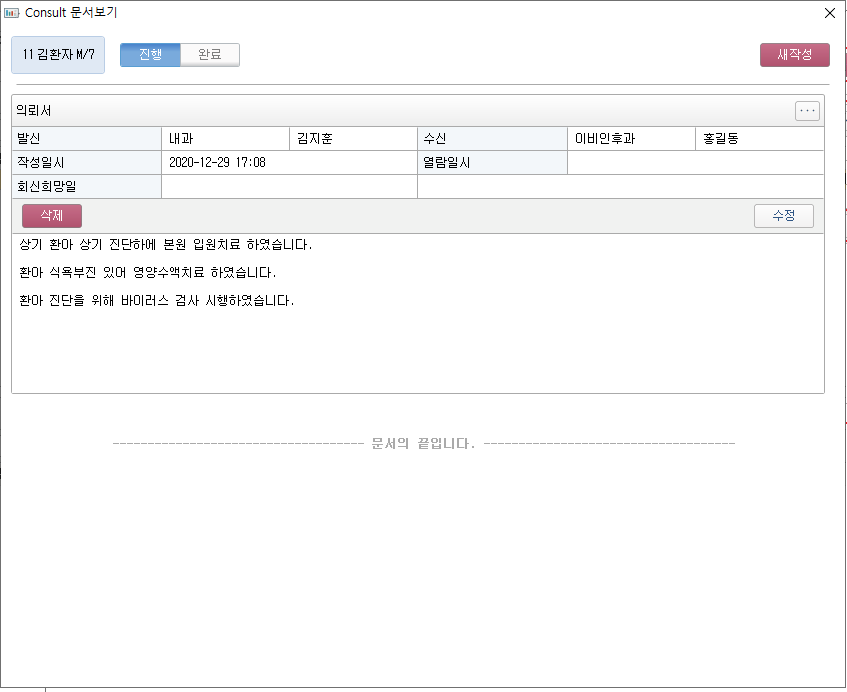 Consult 문서보기
11 김환자 M/7 진행 완료 새작성
의뢰서 ...
발신 내과 김지훈 수신 이비인후과 홍길동
작성일시 2020-12-29 17:08 열람일시
회신희망일
삭제 수정
상기 환아 상기 진단하에 본원 입원치료 하였습니다.
환아 식욕부진 있어 영양수액치료 하였습니다.
환아 진단을 위해 바이러스 검사 시행하였습니다.
------------------------------------ 문서의 끝입니다. ------------------------------------